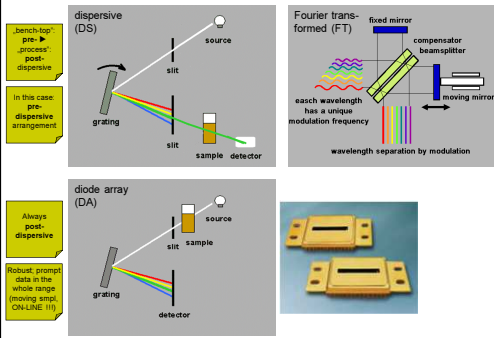 „bench-top”:
pre- ►
„process”:
post-
dispersive
In this case:
pre-
dispersive
arrangement
dispersive
(DS)
source
slit
grating
slit
sample
detector
Fourier trans-
formed (FT)
fixed mirror
compensator
beamsplitter
moving mirror
each wavelength
has a unique
modulation frequency
wavelength separation by modulation
Always
post-
dispersive
Robust; prompt
data in the
whole range
(moving smpl,
ON-LINE !!!)
diode array
(DA)
source
slit
sample
grating
detector